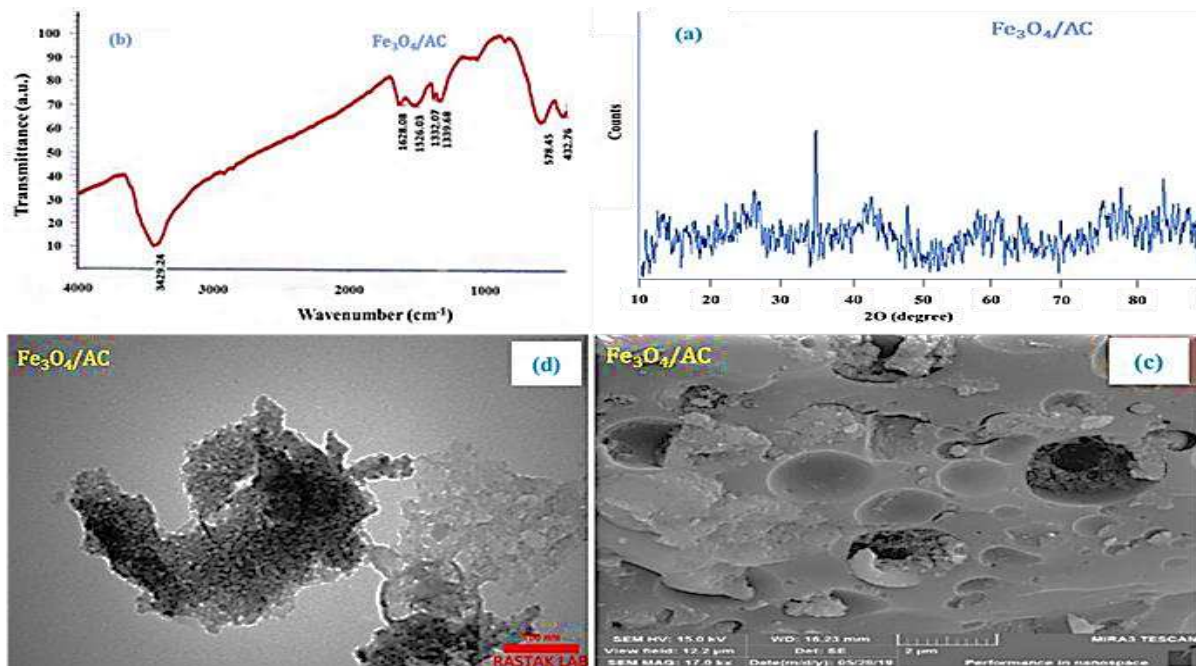 (b)
Fe₃O₄/AC
100
90
80
70
60
50
40
30
20
10
Transmittance (a.u.)
1628.08
1526.03
1332.07
1339.68
578.45
432.76
3429.24
4000
3000
2000
1000
Wavenumber (cm⁻¹)
(a)
Fe₃O₄/AC
Counts
10
20
30
40
50
60
70
80
2O (degree)
Fe₃O₄/AC
(d)
RASTAK LAB
Fe₃O₄/AC
(c)
SEM HV: 15.0 kV WD: 16.23 mm MIRA3 TESCAN
View field: 12.2 µm Det: SE 2 µm
SEM MAG: 17.0 kx Date(m/d/y): Performance in nanospace